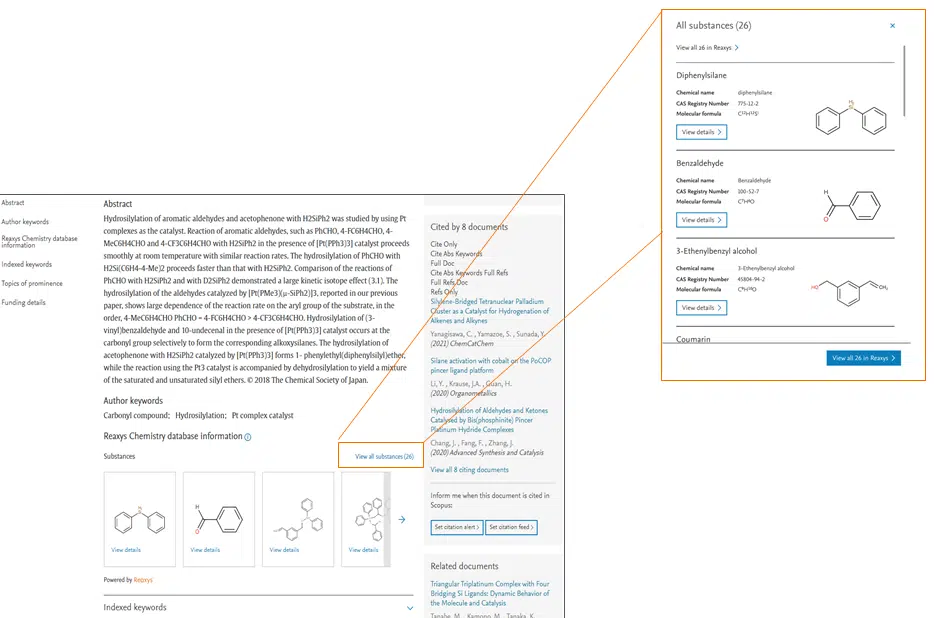 Abstract
Author keywords
Reaxys Chemistry database
information
Indexed keywords
Topics of prominence
Funding details
Abstract
Hydrosilylation of aromatic aldehydes and acetophenone with H2SiPh2 was studied by using Pt
complexes as the catalyst. Reaction of aromatic aldehydes, such as PhCHO, 4-FC6H4CHO, 4-
MeC6H4CHO and 4-CF3C6H4CHO with H2SiPh2 in the presence of [Pt(PPh3)3] catalyst proceeds
smoothly at room temperature with similar reaction rates. The hydrosilylation of PhCHO with
H2Si(C6H4-4-Me)2 proceeds faster than that with H2SiPh2. Comparison of the reactions of
PhCHO with H2SiPh2 and with D2SiPh2 demonstrated a large kinetic isotope effect (3.1). The
hydrosilylation of the aldehydes catalyzed by [Pt(PMe3)(μ-SiPh2)]3, reported in our previous
paper, shows large dependence of the reaction rate on the aryl group of the substrate, in the
order, 4-MeC6H4CHO PhCHO = 4-FC6H4CHO > 4-CF3C6H4CHO. Hydrosilylation of (3-
vinyl)benzaldehyde and 10-undecenal in the presence of [Pt(PPh3)3] catalyst occurs at the
carbonyl group selectively to form the corresponding alkoxysilanes. The hydrosilylation of
acetophenone with H2SiPh2 catalyzed by [Pt(PPh3)3] forms 1- phenylethyl(diphenylsilyl)ether,
while the reaction using the Pt3 catalyst is accompanied by dehydrosilylation to yield a mixture
of the saturated and unsaturated silyl ethers. © 2018 The Chemical Society of Japan.
Author keywords
Carbonyl compound; Hydrosilylation; Pt complex catalyst
Reaxys Chemistry database information
Substances
View all substances (26)
View details
View details
View details
View details
Powered by Reaxys
Indexed keywords
Cited by 8 documents
Cite Only
Cite Abs Keywords
Full Doc
Cite Abs Keywords Full Refs
Full Refs Doc
Refs Only
Silylene-Bridged Tetranuclear Palladium
Cluster as a Catalyst for Hydrogenation of
Alkenes and Alkynes
Yanagisawa, C. , Yamazoe, S. , Sunada, Y.
(2021) ChemCatChem
Silane activation with cobalt on the PoCOP
pincer ligand platform
Li, Y. , Krause, J.A. , Guan, H.
(2020) Organometallics
Hydrosilylation of Aldehydes and Ketones
Catalysed by Bis(phosphinite) Pincer
Platinum Hydride Complexes
Chang, J. , Fang, F. , Zhang, J.
(2020) Advanced Synthesis and Catalysis
View all 8 citing documents
Inform me when this document is cited in
Scopus:
Set citation alert >
Set citation feed >
Related documents
Triangular Triplatinum Complex with Four
Bridging Si Ligands: Dynamic Behavior of
the Molecule and Catalysis
Tanabe, M. , Kamono, M. , Tanaka, K.
All substances (26)
View all 26 in Reaxys >
Diphenylsilane
Chemical name diphenylsilane
CAS Registry Number 775-12-2
Molecular formula C¹²H¹²Si
View details >
Benzaldehyde
Chemical name Benzaldehyde
CAS Registry Number 100-52-7
Molecular formula C⁷H⁶O
View details >
H
O
3-Ethenylbenzyl alcohol
Chemical name 3-Ethenylbenzyl alcohol
CAS Registry Number 45804-94-2
Molecular formula C⁹H¹⁰O
View details >
HO
CH₂
Coumarin
View all 26 in Reaxys >